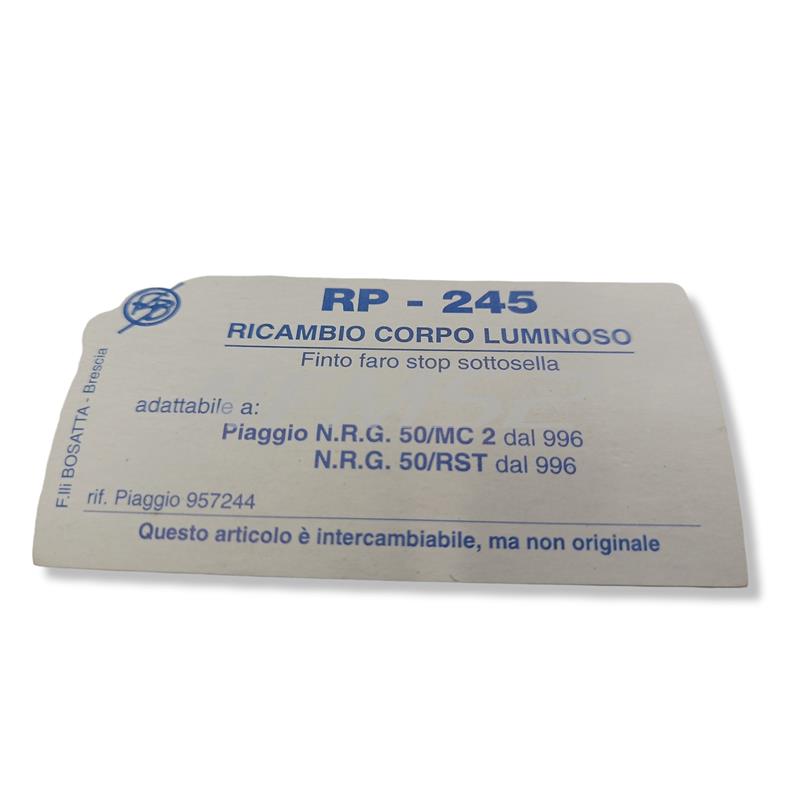 RP - 245
RICAMBIO CORPO LUMINOSO
Finto faro stop sottosella
adattabile a:
Piaggio N.R.G. 50/MC 2 dal 996
N.R.G. 50/RST dal 996
rif. Piaggio 957244
Questo articolo è intercambiabile, ma non originale
F.lli BOSATTA - Brescia